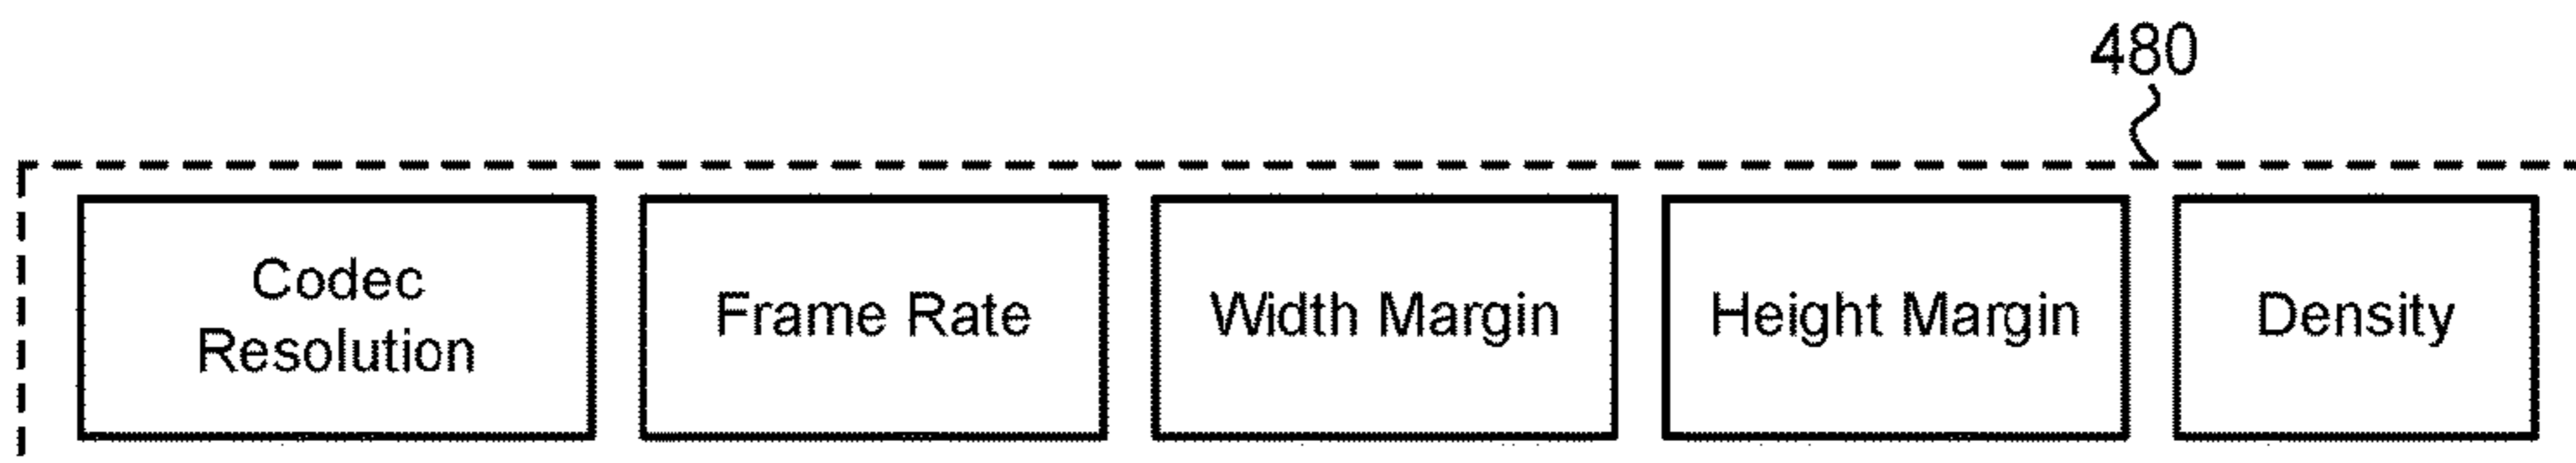 480
Codec
Resolution
Frame Rate
Width Margin
Height Margin
Density